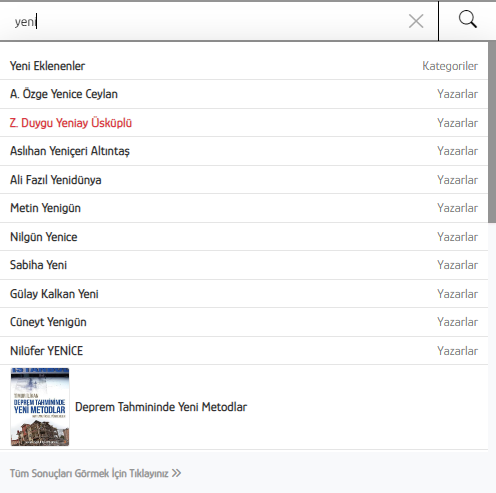 yeni
Yeni Eklenenler Kategoriler
A. Özge Yenice Ceylan Yazarlar
Z. Duygu Yeniay Üsküplü Yazarlar
Aslıhan Yeniçeri Altıntaş Yazarlar
Ali Fazıl Yenidünya Yazarlar
Metin Yenigün Yazarlar
Nilgün Yenice Yazarlar
Sabiha Yeni Yazarlar
Gülay Kalkan Yeni Yazarlar
Cüneyt Yenigün Yazarlar
Nilüfer YENİCE Yazarlar
DEPREM TAHMİNİNDE
YENİ METODLAR
Deprem Tahmininde Yeni Metodlar
Tüm Sonuçları Görmek İçin Tıklayınız »